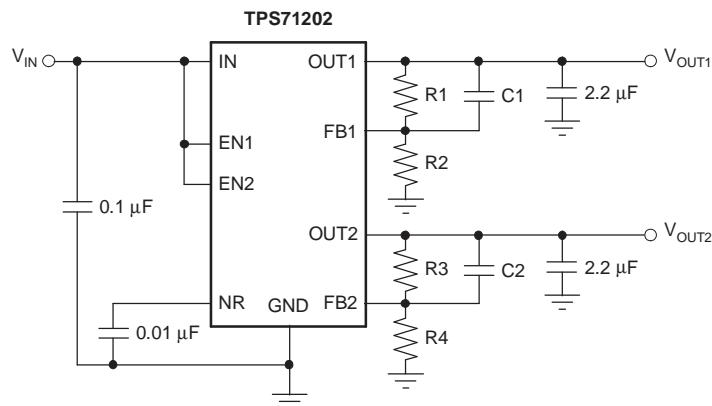 TPS71202
V_IN
IN
OUT1
V_OUT1
R1
C1
2.2 μF
FB1
EN1
R2
EN2
0.1 μF
OUT2
V_OUT2
R3
C2
2.2 μF
NR
GND
FB2
0.01 μF
R4